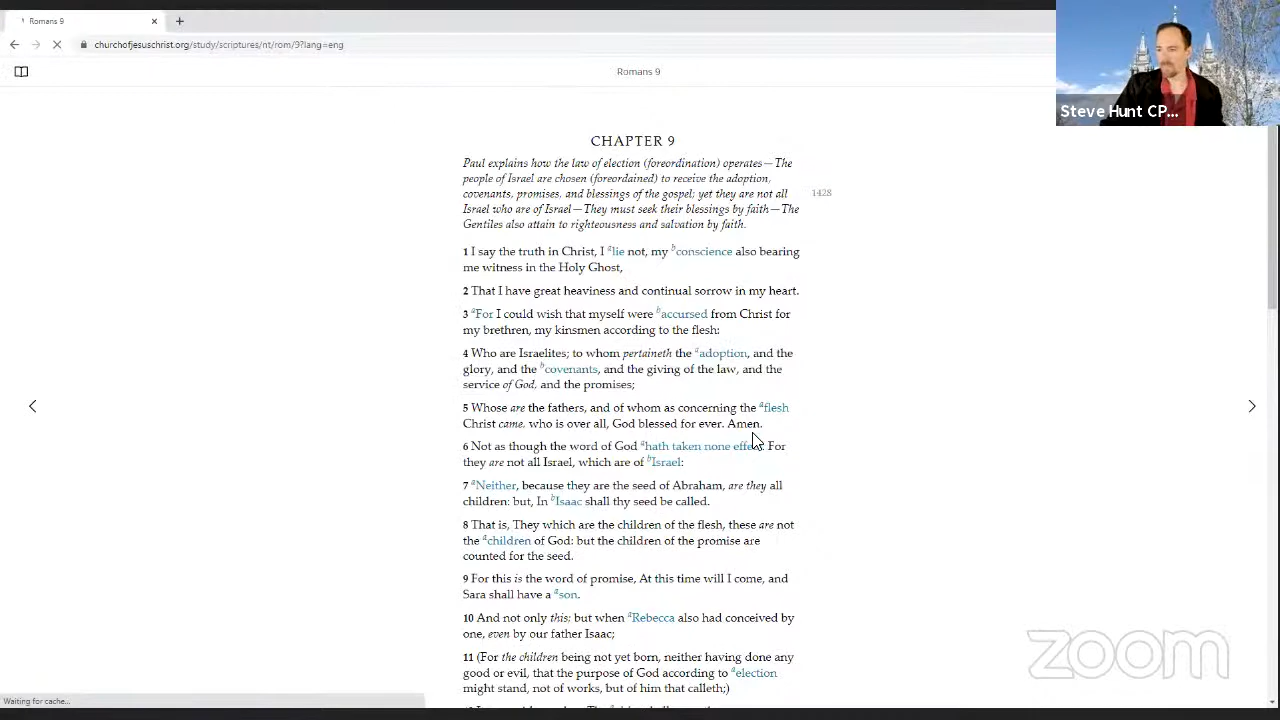 Romans 9
churchofjesuschrist.org/study/scriptures/nt/rom/9?lang=eng
Romans 9
Steve Hunt CP...
CHAPTER 9
Paul explains how the law of election (foreordination) operates—The
people of Israel are chosen (foreordained) to receive the adoption,
covenants, promises, and blessings of the gospel; yet they are not all
Israel who are of Israel—They must seek their blessings by faith—The
Gentiles also attain to righteousness and salvation by faith.
1428
1 I say the truth in Christ, I a lie not, my b conscience also bearing
me witness in the Holy Ghost,
2 That I have great heaviness and continual sorrow in my heart.
3 a For I could wish that myself were b accursed from Christ for
my brethren, my kinsmen according to the flesh:
4 Who are Israelites; to whom pertaineth the a adoption, and the
glory, and the b covenants, and the giving of the law, and the
service of God, and the promises;
5 Whose are the fathers, and of whom as concerning the a flesh
Christ came, who is over all, God blessed for ever. Amen.
6 Not as though the word of God a hath taken none For
they are not all Israel, which are of b Israel:
7 a Neither, because they are the seed of Abraham, are they all
children: but, In b Isaac shall thy seed be called.
8 That is, They which are the children of the flesh, these are not
the a children of God: but the children of the promise are
counted for the seed.
9 For this is the word of promise, At this time will I come, and
Sara shall have a a son.
10 And not only this; but when a Rebecca also had conceived by
one, even by our father Isaac;
11 (For the children being not yet born, neither having done any
good or evil, that the purpose of God according to a election
might stand, not of works, but of him that calleth;)
zoom
Waiting for cache...